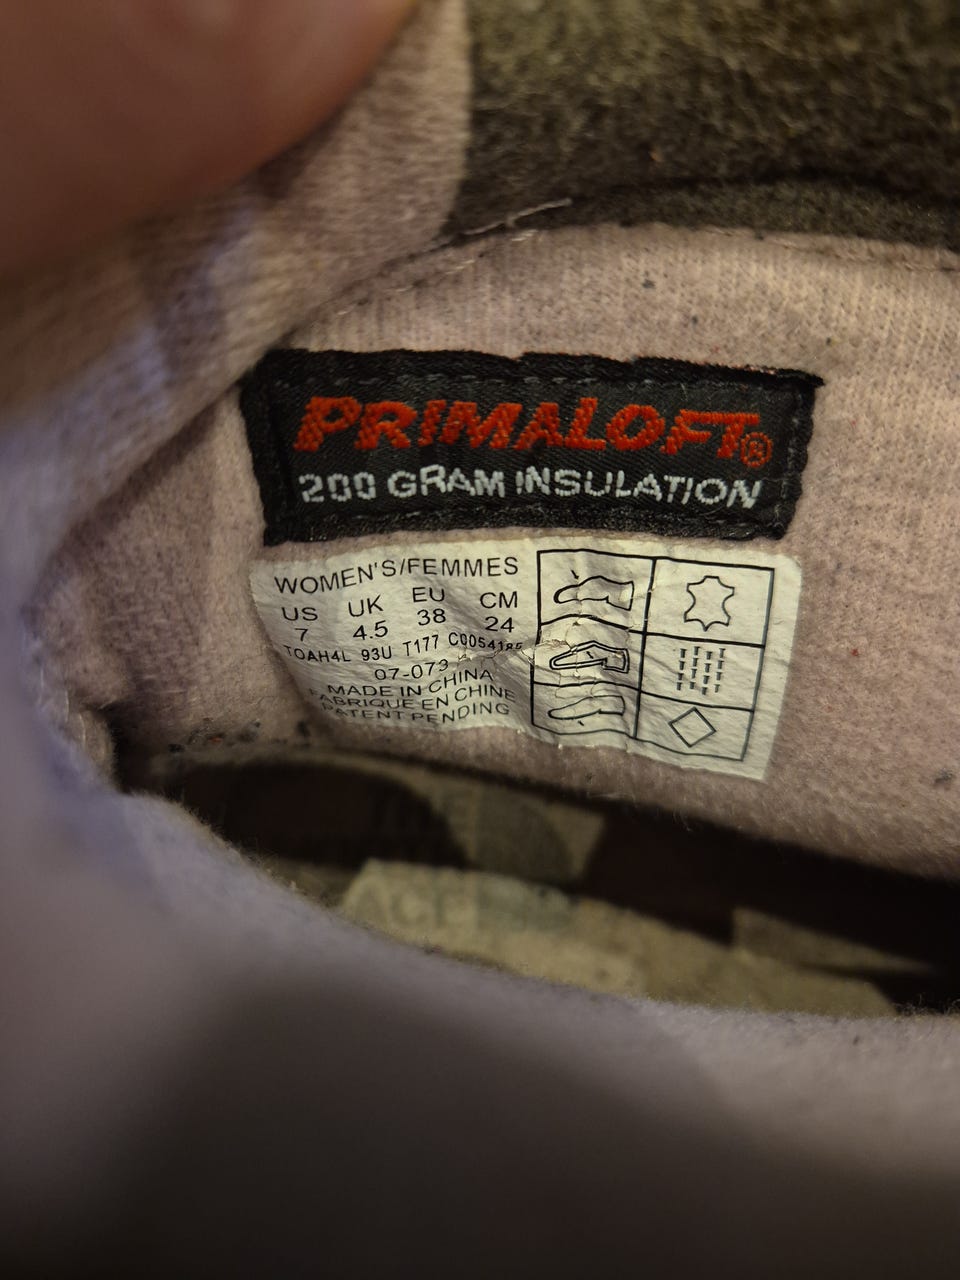 PRIMALOFT®
200 GRAM INSULATION
WOMEN'S/FEMMES
US UK EU CM
7 4.5 38 24
TOAH4L 93U T177 C0054185
07-073
MADE IN CHINA
FABRIQUE EN CHINE
PATENT PENDING